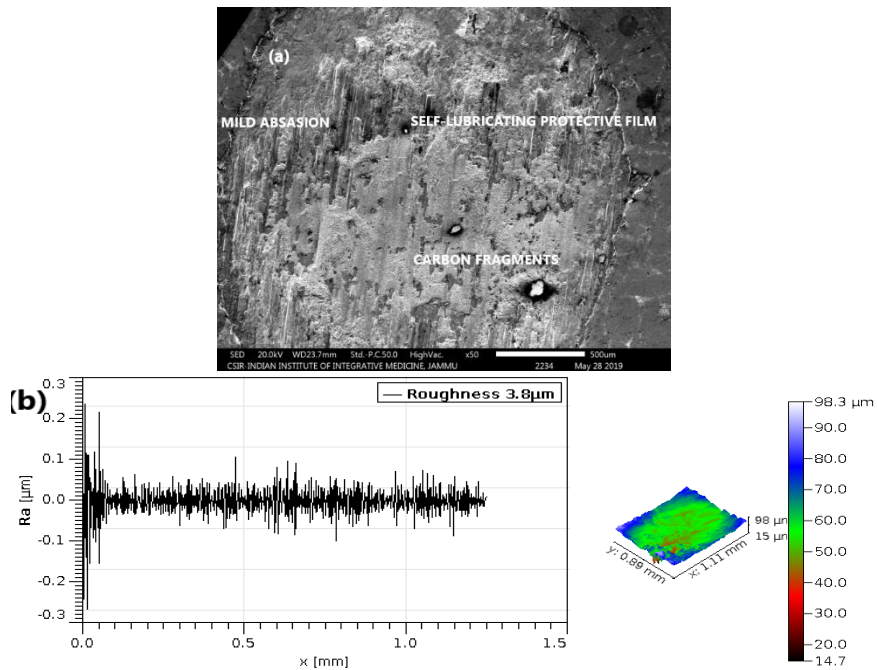 (a)
MILD ABSASION
SELF-LUBRICATING PROTECTIVE FILM
CARBON FRAGMENTS
SED 20.0kV WD23.7mm Std.-P.C.50.0 HighVac. x50 500um
CSIR-INDIAN INSTITUTE OF INTEGRATIVE MEDICINE, JAMMU 2234 May 28 2019
(b)
Roughness 3.8µm
0.3
0.2
0.1
0.0
-0.1
-0.2
-0.3
Ra [µm]
0.0 0.5 1.0 1.5
x [mm]
98 µm
15 µm
y: 0.89 mm
x: 1.11 mm
98.3 µm
90.0
80.0
70.0
60.0
50.0
40.0
30.0
20.0
14.7